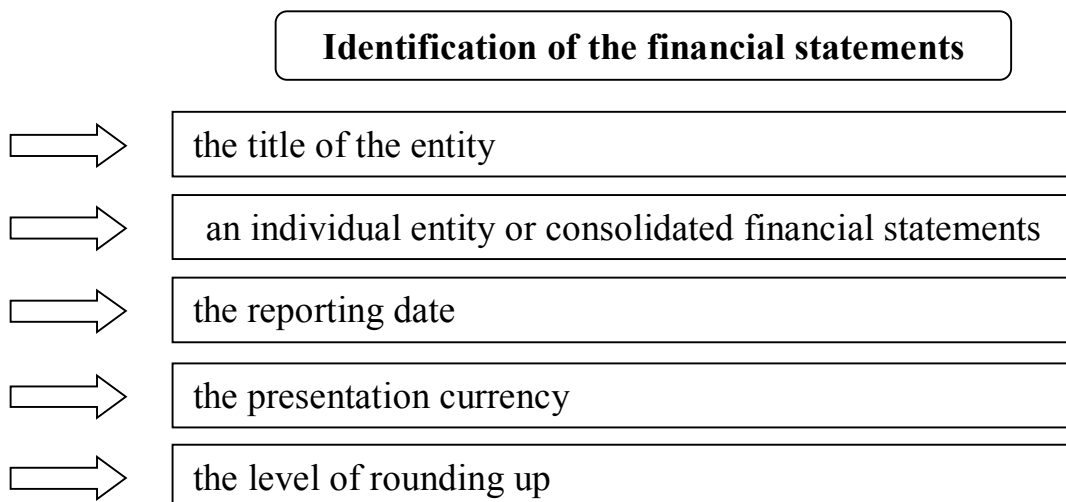 Identification of the financial statements
the title of the entity
an individual entity or consolidated financial statements
the reporting date
the presentation currency
the level of rounding up